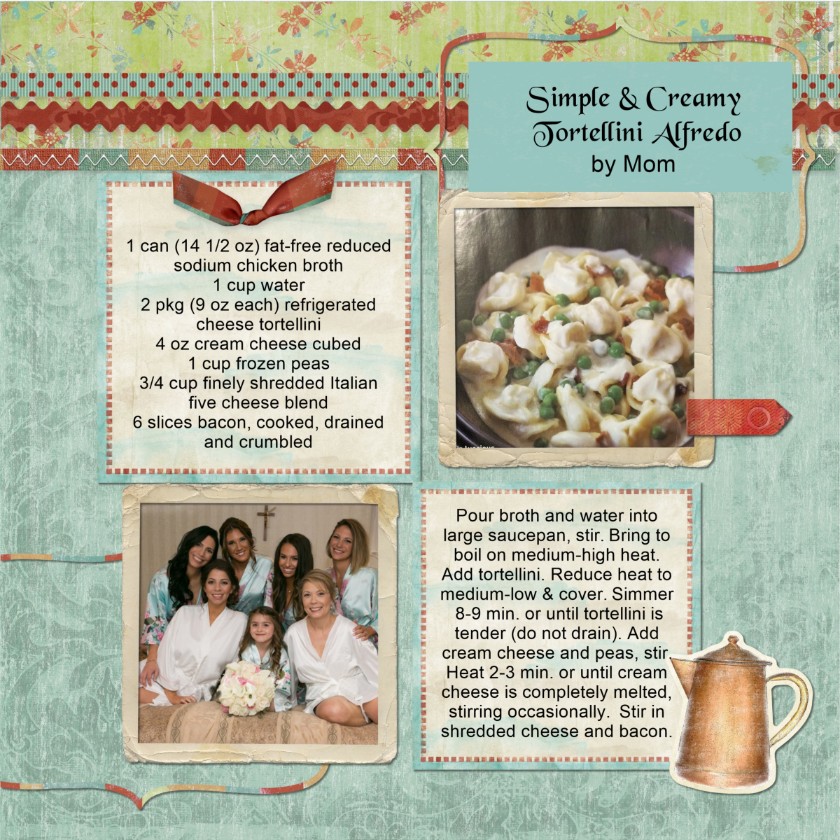 Simple & Creamy
Tortellini Alfredo
by Mom
1 can (14 1/2 oz) fat-free reduced
sodium chicken broth
1 cup water
2 pkg (9 oz each) refrigerated
cheese tortellini
4 oz cream cheese cubed
1 cup frozen peas
3/4 cup finely shredded Italian
five cheese blend
6 slices bacon, cooked, drained
and crumbled
Pour broth and water into
large saucepan, stir. Bring to
boil on medium-high heat.
Add tortellini. Reduce heat to
medium-low & cover. Simmer
8-9 min. or until tortellini is
tender (do not drain). Add
cream cheese and peas, stir.
Heat 2-3 min. or until cream
cheese is completely melted,
stirring occasionally. Stir in
shredded cheese and bacon.